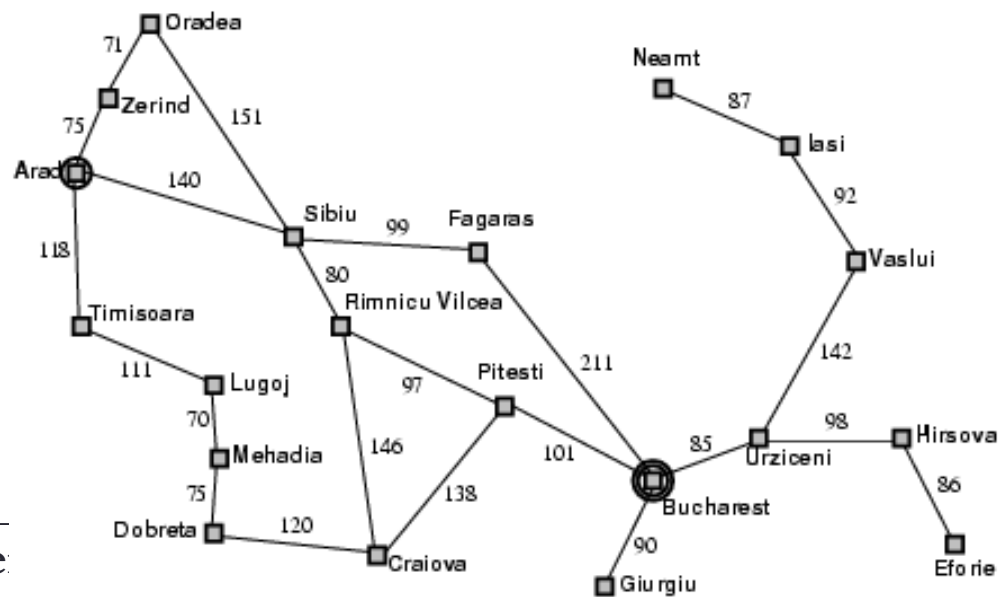 Oradea
71
Neamt
Zerind
87
151
75
Iasi
Arad
140
92
Sibiu
Fagaras
99
118
Vaslui
80
Timisoara
Rimnicu Vilcea
142
111
Pitesti
211
Lugoj
97
70
98
Hirsova
146
85
Mehadia
101
Urziceni
138
86
75
Bucharest
120
Dobreta
90
Craiova
Eforie
Giurgiu